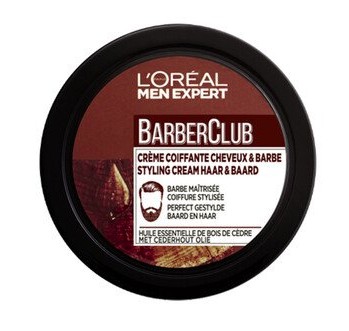 L'ORÉAL
MEN EXPERT
BARBERCLUB
CRÈME COIFFANTE CHEVEUX & BARBE
STYLING CREAM HAAR & BAARD
BARBE MAÎTRISÉE
COIFFURE STYLISÉE
PERFECT GESTYLDE
BAARD EN HAAR
HUILE ESSENTIELLE DE BOIS DE CÈDRE
MET CEDERHOUT OLIE